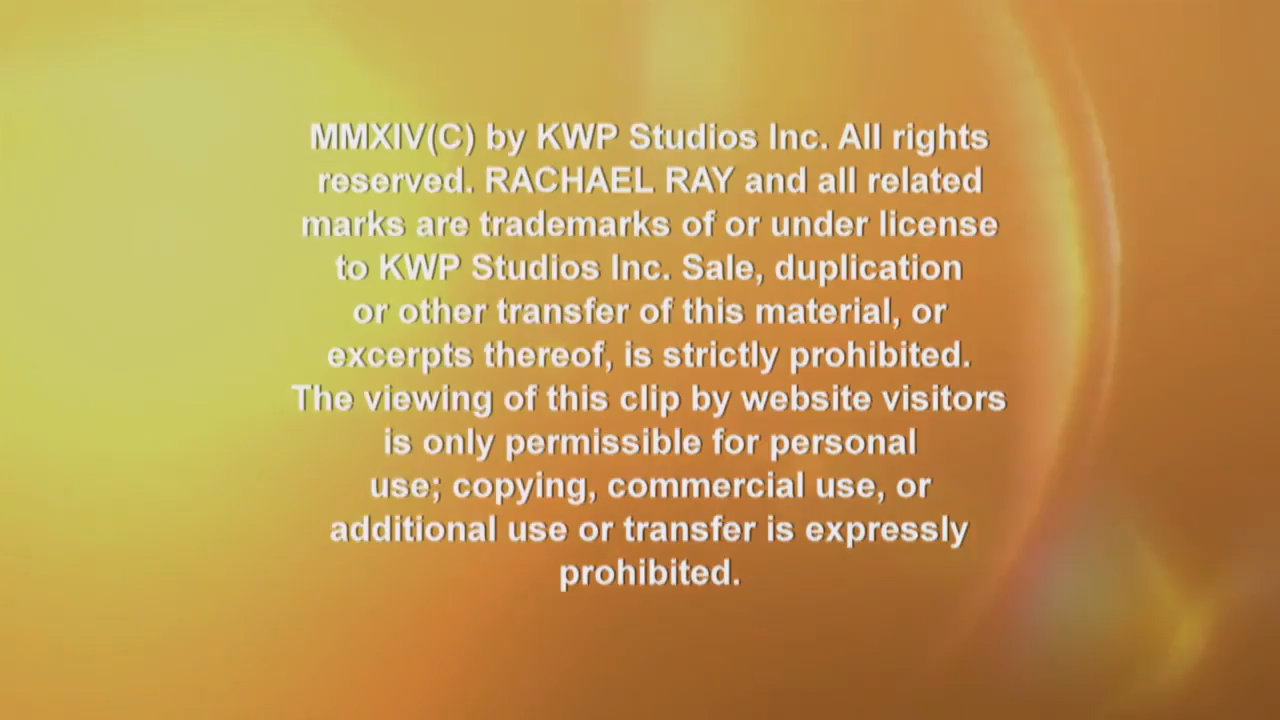 MMXIV(C) by KWP Studios Inc. All rights
reserved. RACHAEL RAY and all related
marks are trademarks of or under license
to KWP Studios Inc. Sale, duplication
or other transfer of this material, or
excerpts thereof, is strictly prohibited.
The viewing of this clip by website visitors
is only permissible for personal
use; copying, commercial use, or
additional use or transfer is expressly
prohibited.